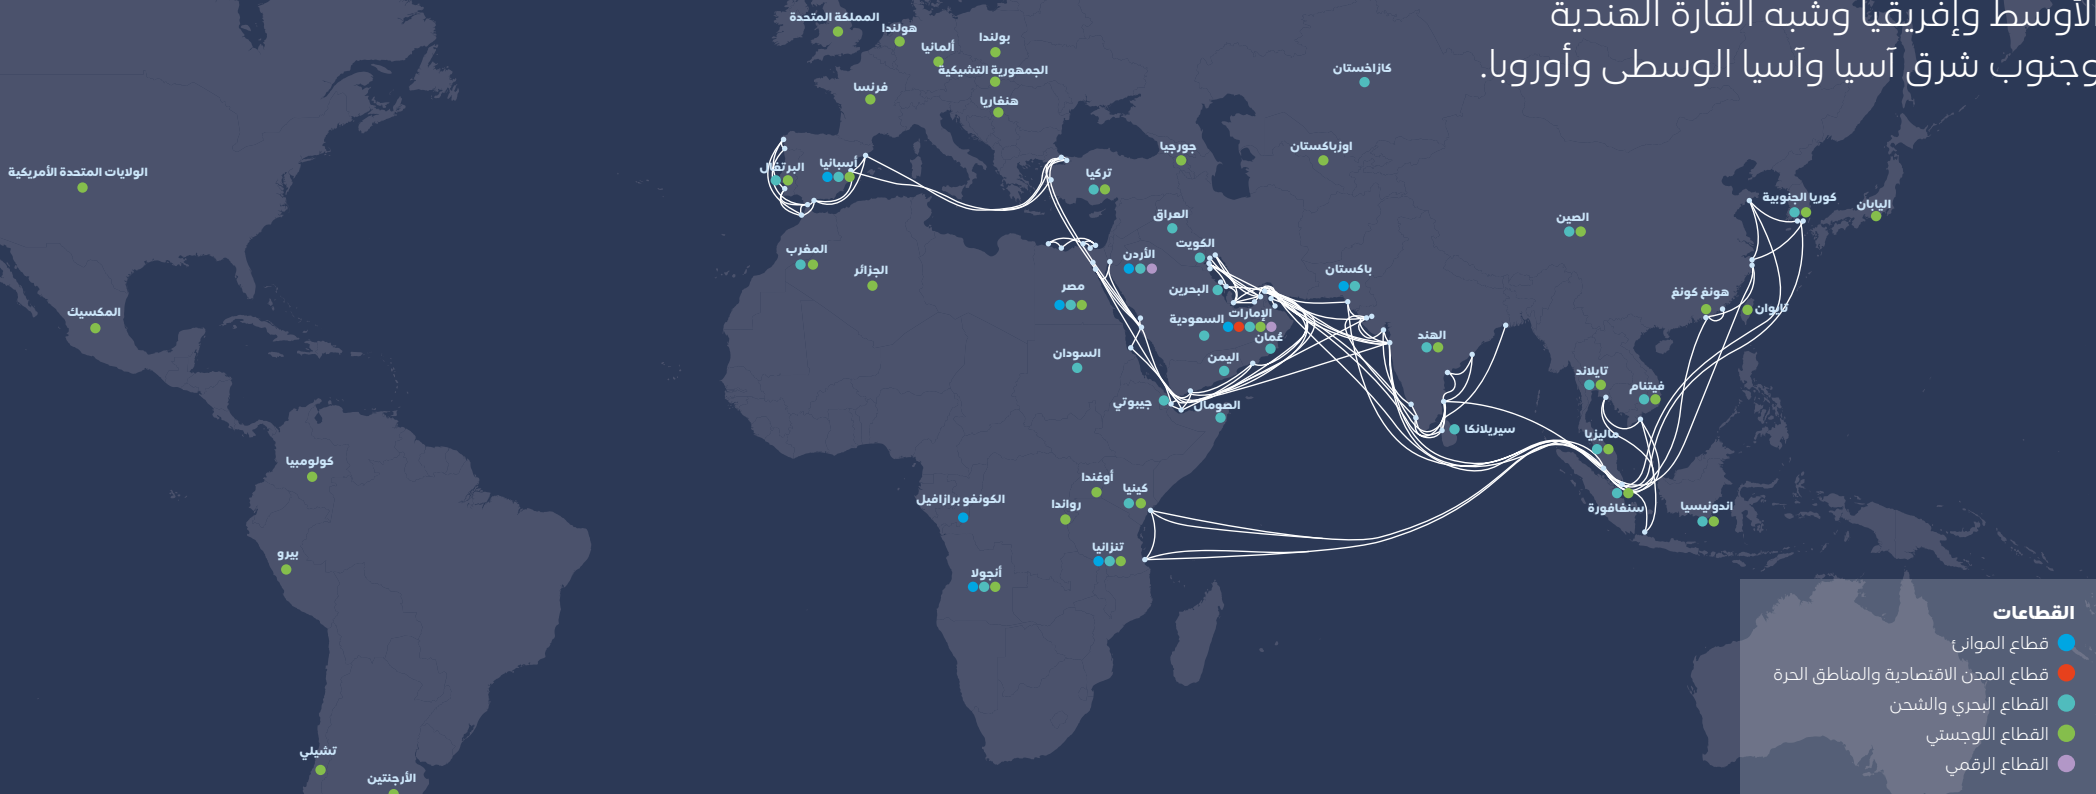 الأوسط وإفريقيا وشبه القارة الهندية
وجنوب شرق آسيا وآسيا الوسطى وأوروبا.
المملكة المتحدة
هولندا
بولندا
ألمانيا
الجمهورية التشيكية
كازاخستان
فرنسا
هنغاريا
جورجيا
اوزباكستان
البرتغال
أسبانيا
تركيا
الولايات المتحدة الأمريكية
كوريا الجنوبية
اليابان
العراق
الصين
المغرب
الكويت
الأردن
الجزائر
باكستان
مصر
البحرين
هونغ كونغ
تايوان
المكسيك
الإمارات
السعودية
عُمان
الهند
السودان
اليمن
تايلاند
فيتنام
جيبوتي
الصومال
سيريلانكا
ماليزيا
كولومبيا
أوغندا
كينيا
الكونغو برازافيل
رواندا
سنغافورة
اندونيسيا
تنزانيا
بيرو
أنجولا
تشيلي
الأرجنتين
القطاعات
قطاع الموانئ
قطاع المدن الاقتصادية والمناطق الحرة
القطاع البحري والشحن
القطاع اللوجستي
القطاع الرقمي